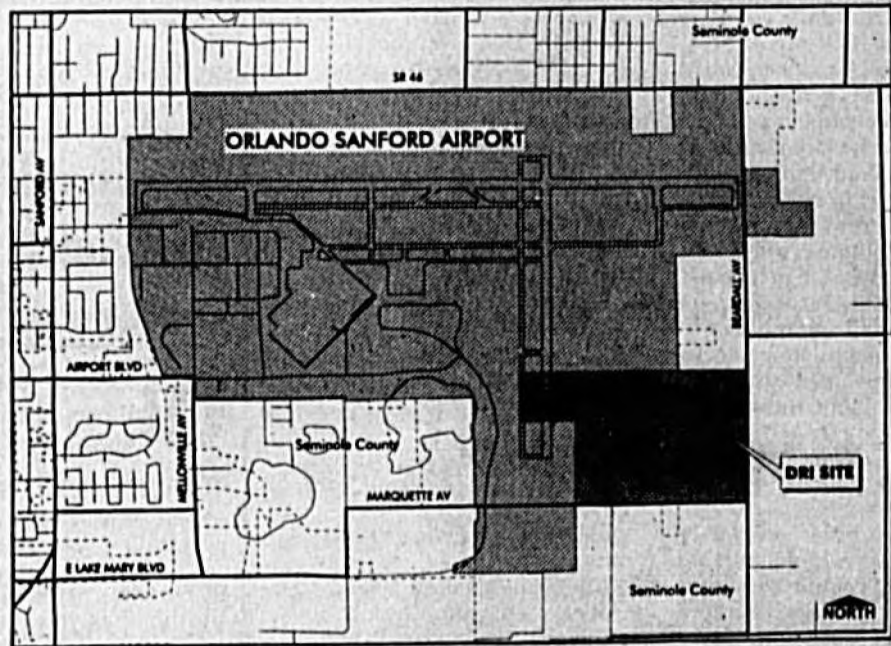 Seminole County
SR 46
ORLANDO SANFORD AIRPORT
SANFORD AV
BEARDALL AV
AIRPORT BLVD
MELLONVILLE AV
Seminole County
MARQUETTE AV
DRI SITE
E LAKE MARY BLVD
Seminole County
NORTH